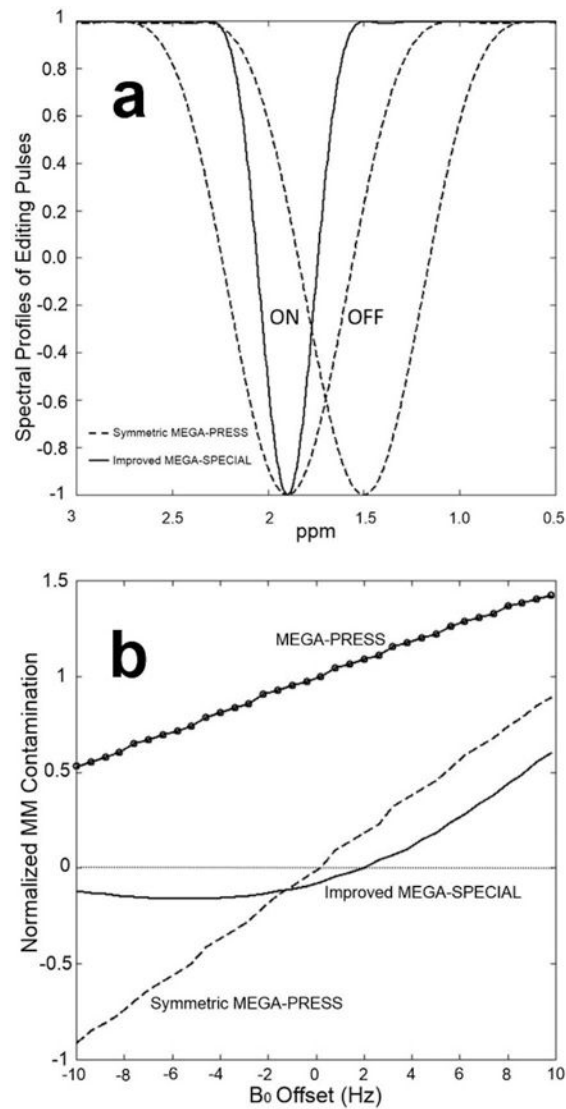 a
1
0.8
0.6
0.4
0.2
0.0
-0.2
-0.4
-0.6
-0.8
-1
Spectral Profiles of Editing Pulses
ON OFF
Symmetric MEGA-PRESS
Improved MEGA-SPECIAL
3 2.5 2 1.5 1.0 0.5
ppm
b
1.5
1
0.5
0
-0.5
-1
Normalized MM Contamination
MEGA-PRESS
Improved MEGA-SPECIAL
Symmetric MEGA-PRESS
-10 -8 -6 -4 -2 0 2 4 6 8 10
B0 Offset (Hz)